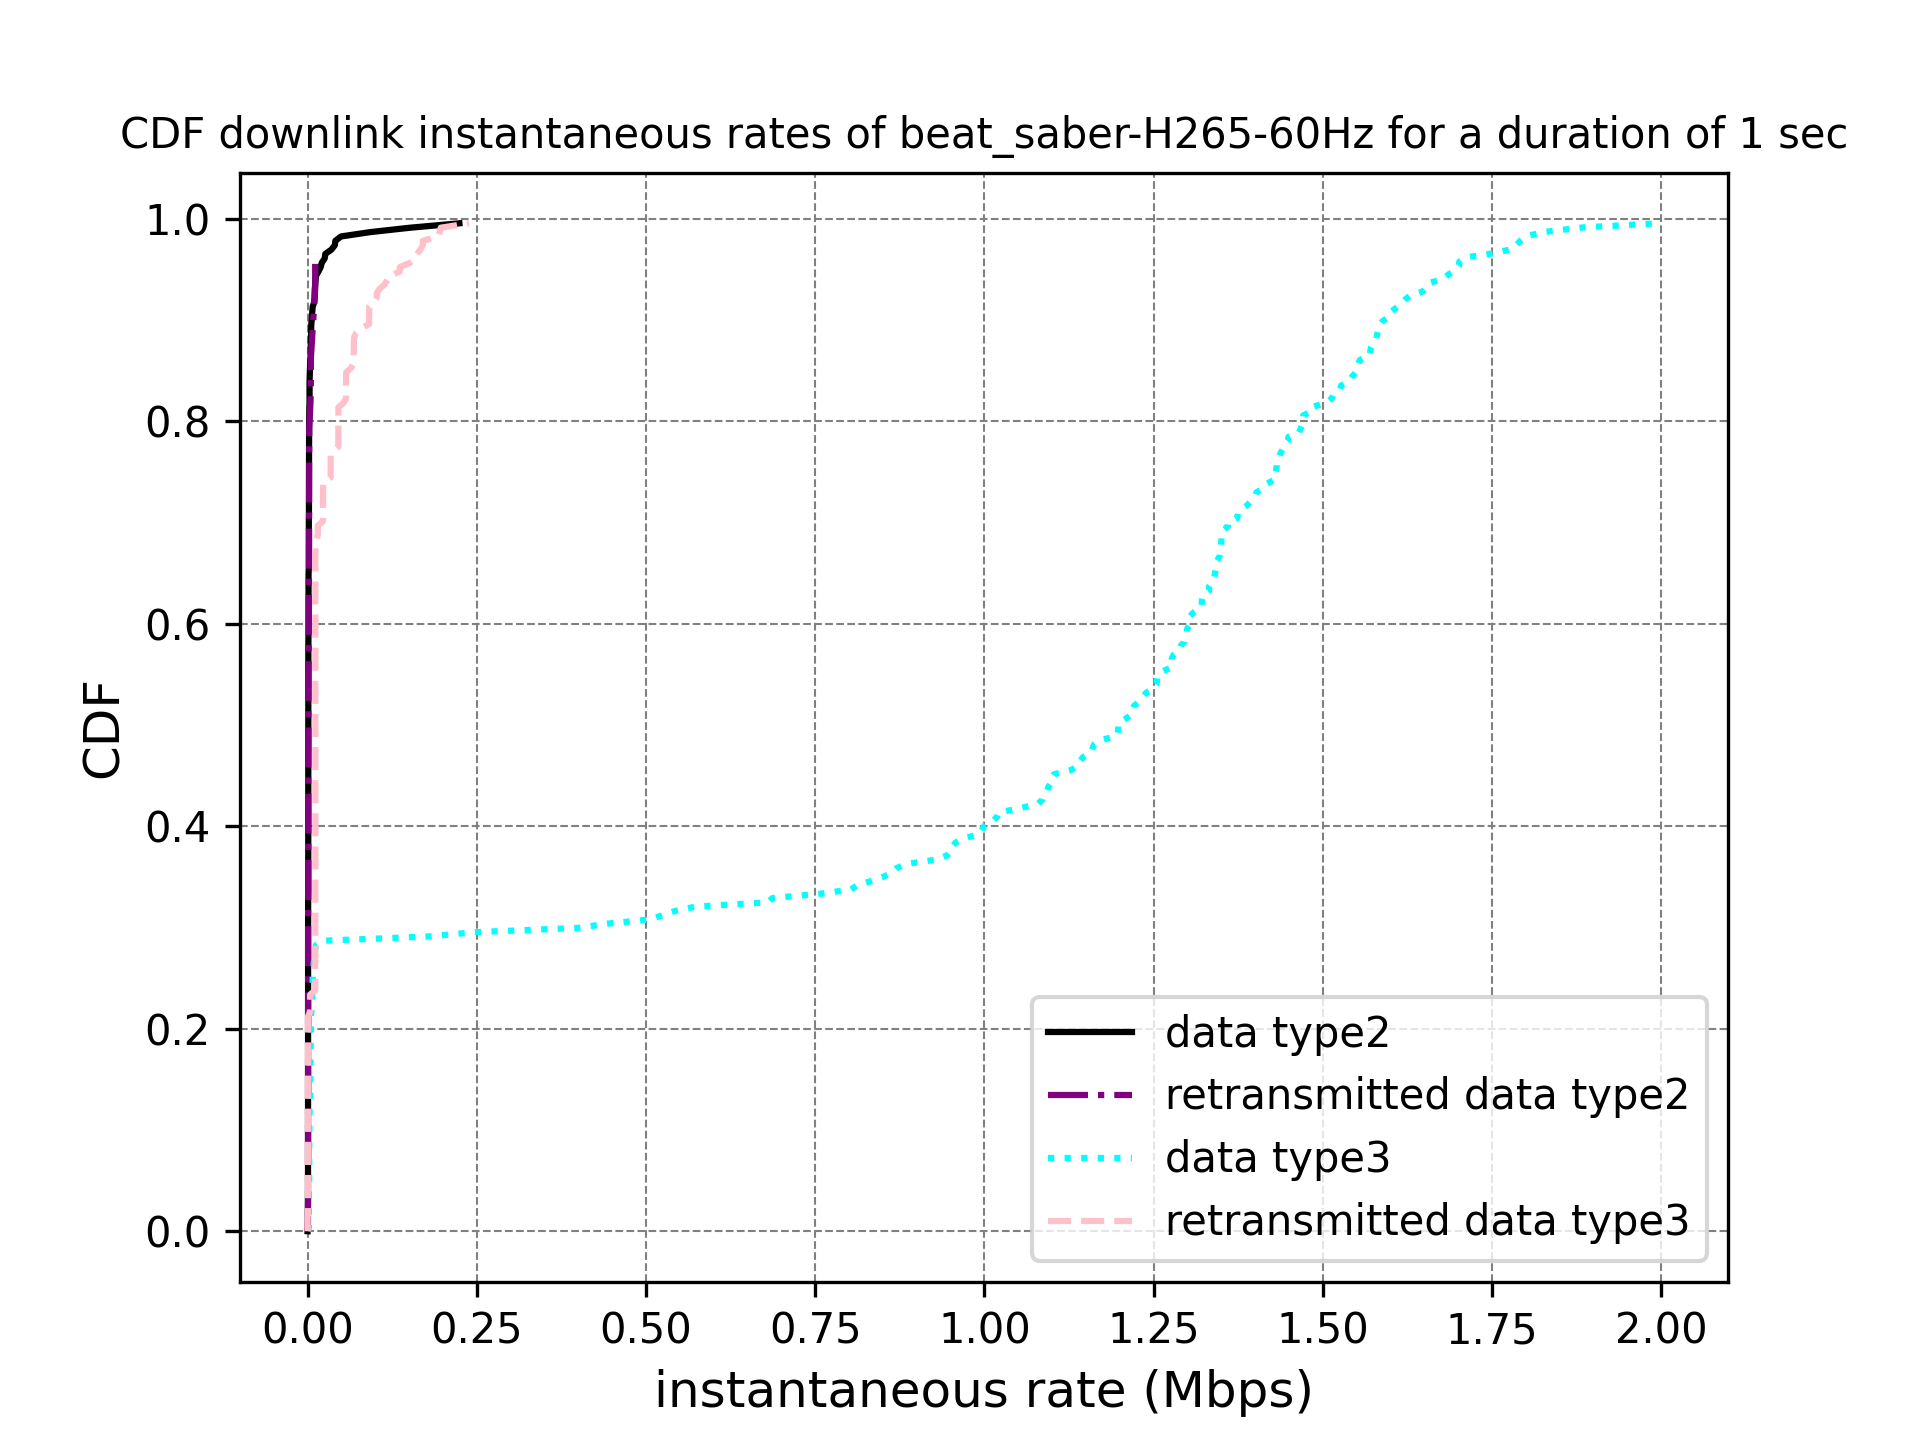 CDF downlink instantaneous rates of beat_saber-H265-60Hz for a duration of 1 sec
1.0
0.8
0.6
0.4
0.2
0.0
CDF
data type2
retransmitted data type2
data type3
retransmitted data type3
0.00 0.25 0.50 0.75 1.00 1.25 1.50 1.75 2.00
instantaneous rate (Mbps)